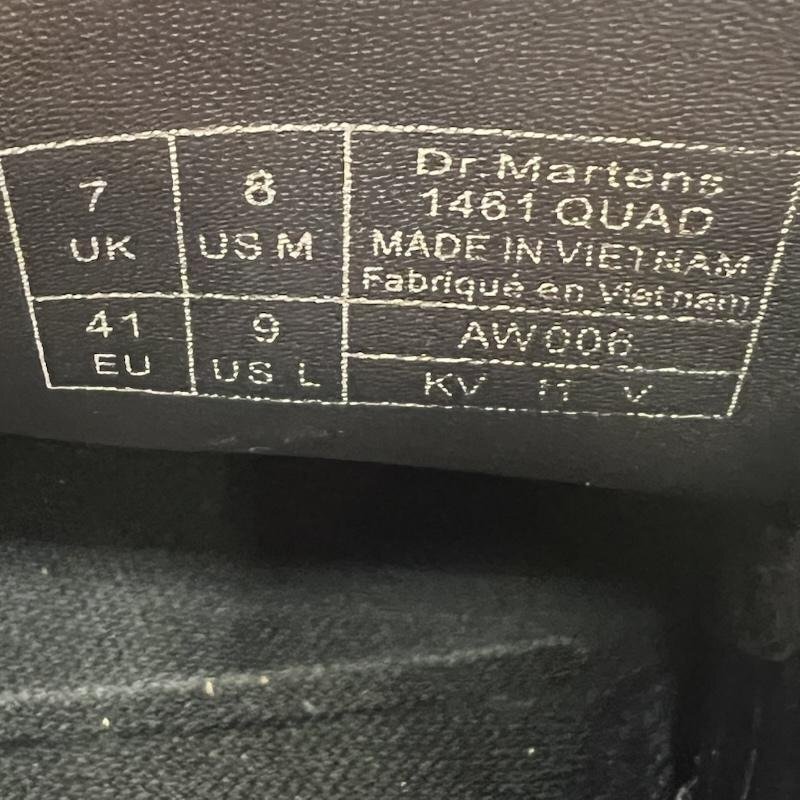 7
UK
8
US M
Dr. Martens
1461 QUAD
MADE IN VIETNAM
Fabriqué en Vietnam
41
EU
9
US L
AW006
KV H V